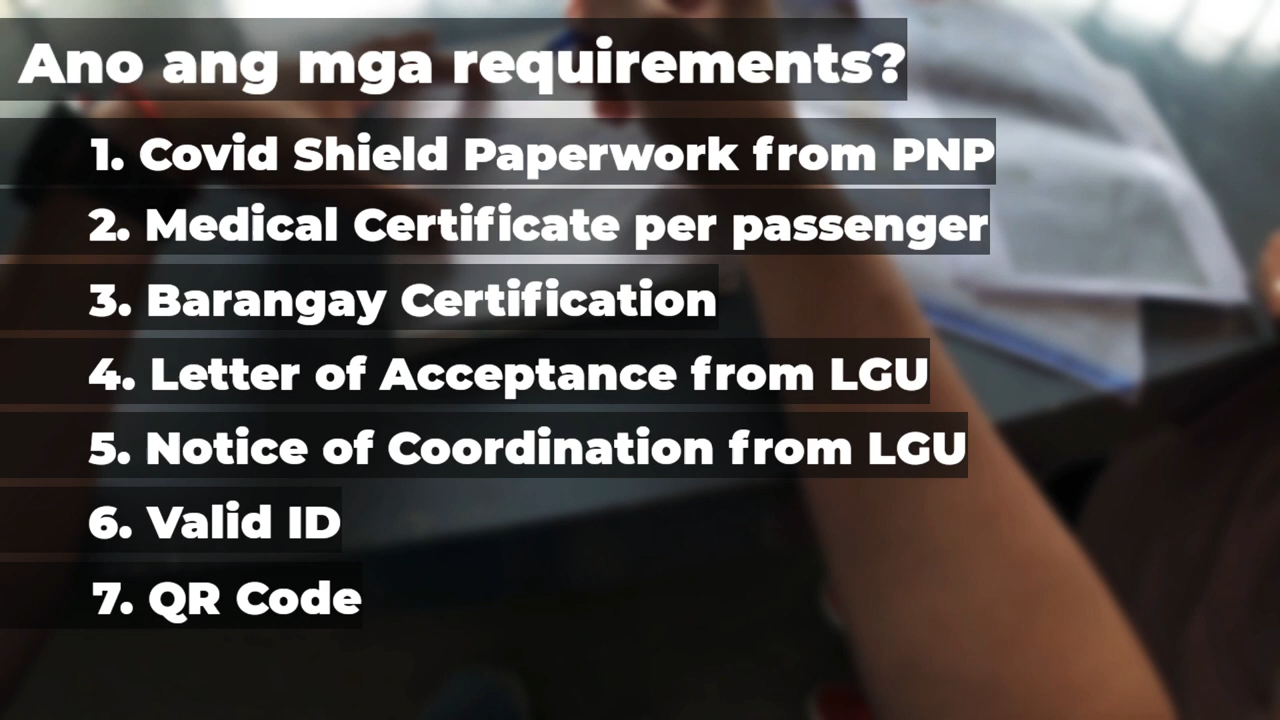 Ano ang mga requirements?
1. Covid Shield Paperwork from PNP
2. Medical Certificate per passenger
3. Barangay Certification
4. Letter of Acceptance from LGU
5. Notice of Coordination from LGU
6. Valid ID
7. QR Code